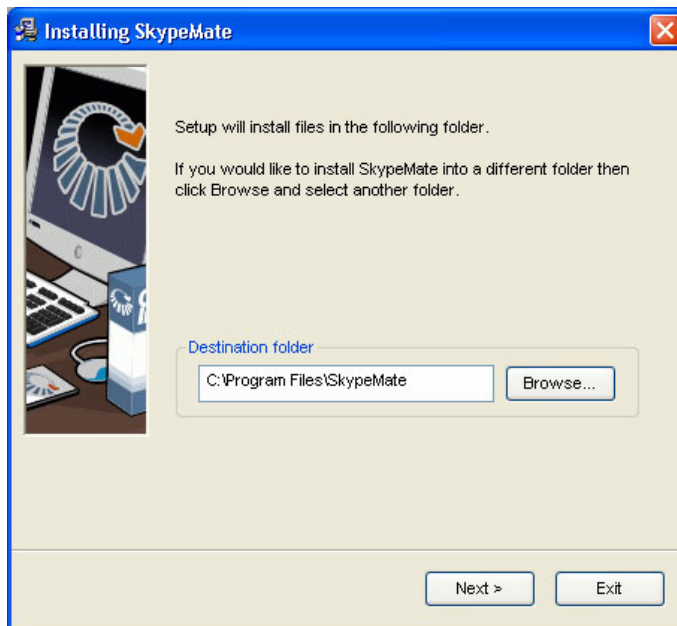 Installing SkypeMate
Setup will install files in the following folder.
If you would like to install SkypeMate into a different folder then
click Browse and select another folder.
Destination folder
C:\Program Files\SkypeMate
Browse...
Next >
Exit